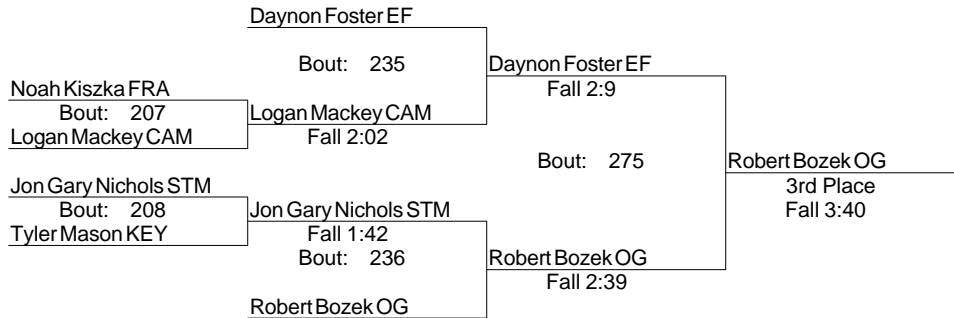 Daynon Foster EF
Bout: 235
Daynon Foster EF
Noah Kiszka FRA
Fall 2:9
Bout: 207
Logan Mackey CAM
Logan Mackey CAM
Fall 2:02
Bout: 275
Robert Bozek OG
Jon Gary Nichols STM
3rd Place
Bout: 208
Jon Gary Nichols STM
Fall 3:40
Tyler Mason KEY
Fall 1:42
Bout: 236
Robert Bozek OG
Fall 2:39
Robert Bozek OG